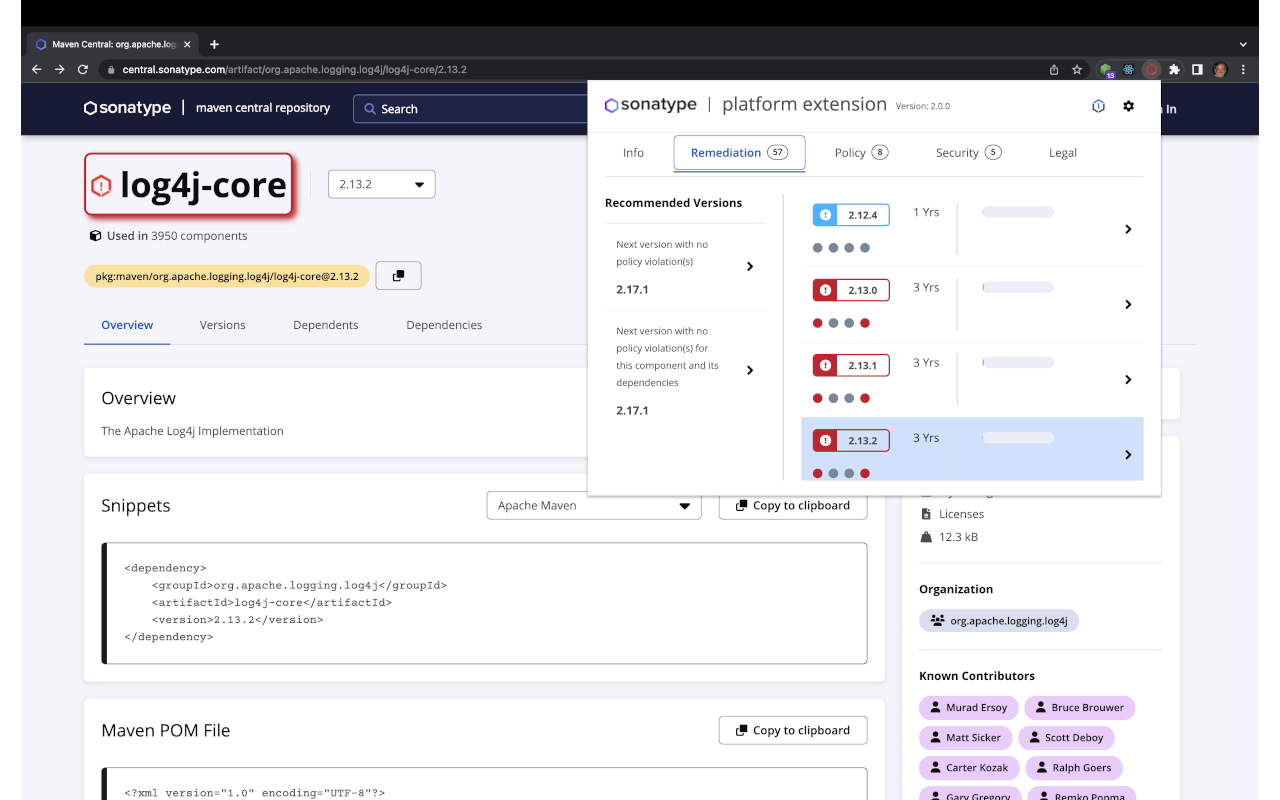 Maven Central: org.apache.log
central.sonatype.com/artifact/org.apache.logging.log4j/log4j-core/2.13.2
13
sonatype | maven central repository
Search
In
sonatype | platform extension Version: 2.0.0
Info
Remediation 57
Policy 8
Security 5
Legal
log4j-core
2.13.2
Used in 3950 components
pkg:maven/org.apache.logging.log4j/log4j-core@2.13.2
Overview
Versions
Dependents
Dependencies
Recommended Versions
Next version with no
policy violation(s)
2.17.1
Next version with no
policy violation(s) for
this component and its
dependencies
2.17.1
2.12.4
1 Yrs
2.13.0
3 Yrs
2.13.1
3 Yrs
2.13.2
3 Yrs
Overview
The Apache Log4j Implementation
Snippets
Apache Maven
Copy to clipboard
<dependency>
    <groupId>org.apache.logging.log4j</groupId>
    <artifactId>log4j-core</artifactId>
    <version>2.13.2</version>
</dependency>
Maven POM File
Copy to clipboard
<?xml version="1.0" encoding="UTF-8"?>
Licenses
12.3 kB
Organization
org.apache.logging.log4j
Known Contributors
Murad Ersoy
Bruce Brouwer
Matt Sicker
Scott Deboy
Carter Kozak
Ralph Goers
Gary Gregory
Remko Popma